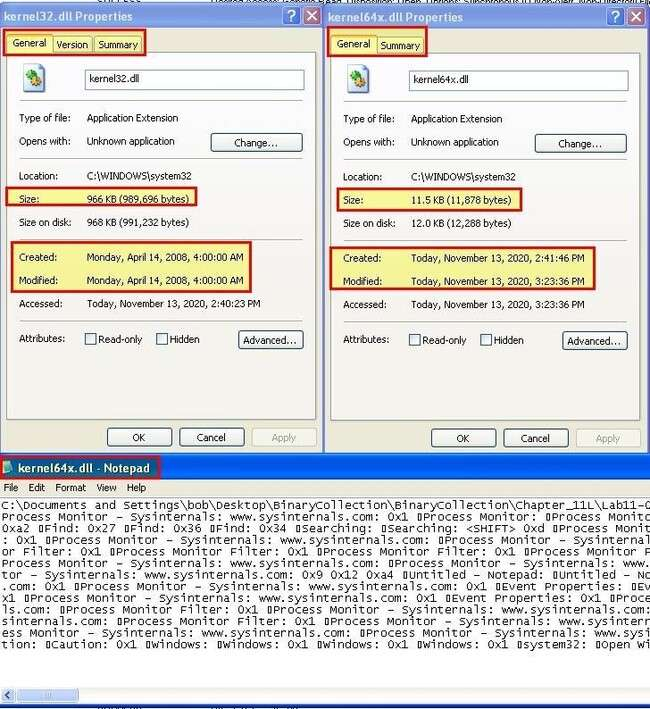 kernel32.dll Properties
General Version Summary
kernel32.dll
Type of file: Application Extension
Opens with: Unknown application Change...
Location: C:\WINDOWS\system32
Size: 966 KB (989,696 bytes)
Size on disk: 968 KB (991,232 bytes)
Created: Monday, April 14, 2008, 4:00:00 AM
Modified: Monday, April 14, 2008, 4:00:00 AM
Accessed: Today, November 13, 2020, 2:40:23 PM
Attributes: Read-only Hidden Advanced...
OK Cancel Apply
kernel64x.dll Properties
General Summary
kernel64x.dll
Type of file: Application Extension
Opens with: Unknown application Change...
Location: C:\WINDOWS\system32
Size: 11.5 KB (11,878 bytes)
Size on disk: 12.0 KB (12,288 bytes)
Created: Today, November 13, 2020, 2:41:46 PM
Modified: Today, November 13, 2020, 3:23:36 PM
Accessed: Today, November 13, 2020, 3:23:36 PM
Attributes: Read-only Hidden Advanced...
OK Cancel Apply
kernel64x.dll - Notepad
File Edit Format View Help
C:\Documents and Settings\bob\Desktop\BinaryCollection\BinaryCollection\Chapter_11L\Lab11-
Process Monitor - Sysinternals: www.sysinternals.com: 0x1 ▯Process Monitor: ▯Process Monito
0xa2 ▯Find: 0x27 ▯Find: 0x36 ▯Find: 0x34 ▯Searching: ▯Searching: <SHIFT> 0xd ▯Process Monit
: 0x1 ▯Process Monitor - Sysinternals: www.sysinternals.com: 0x1 ▯Process Monitor - Sysinte
or Filter: 0x1 ▯Process Monitor Filter: 0x1 ▯Process Monitor Filter: 0x1 ▯Process Monitor F
Process Monitor - Sysinternals: www.sysinternals.com: 0x1 ▯Process Monitor - Sysinternals:
tor - Sysinternals: www.sysinternals.com: 0x9 0x12 0xa4 ▯Untitled - Notepad: ▯Untitled - No
.com: 0x1 ▯Process Monitor - Sysinternals: www.sysinternals.com: 0x1 ▯Event Properties: ▯Ev
x1 ▯Process Monitor - Sysinternals: www.sysinternals.com: ▯Event Properties: 0x1 ▯Proce
ls.com: 0x1 ▯Process Monitor Filter: 0x1 ▯Process Monitor - Sysinternals: www.sysinternals.
sinternals.com: 0x1 ▯Process Monitor Filter: 0x1 ▯Process Monitor - Sysinternals: www.sysin
ess Monitor - Sysinternals: www.sysinternals.com: 0x1 ▯Process Monitor - Sysinternals: www.
tion: ▯Caution: 0x1 ▯Windows: ▯Windows: 0x1 ▯Windows: 0x1 ▯Windows: 0x1 ▯system32: ▯Open Wi